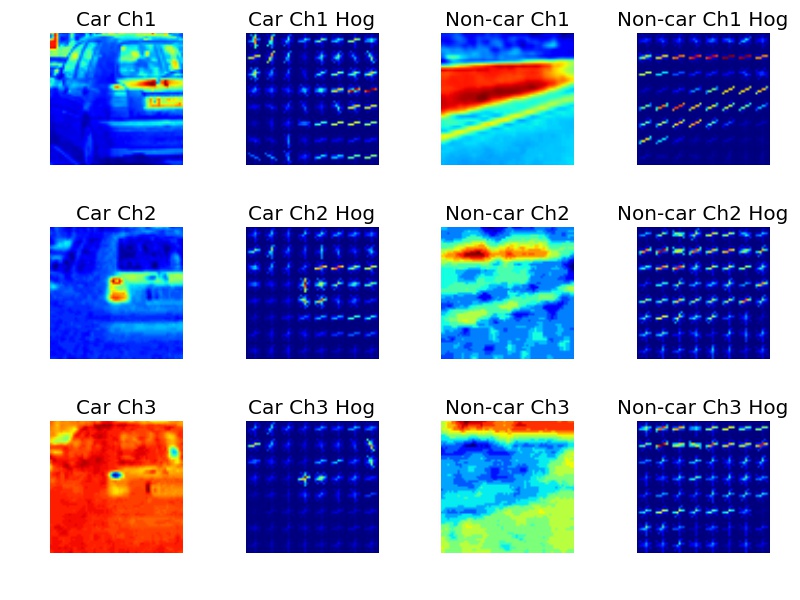 Car Ch1
Car Ch1 Hog
Non-car Ch1
Non-car Ch1 Hog
Car Ch2
Car Ch2 Hog
Non-car Ch2
Non-car Ch2 Hog
Car Ch3
Car Ch3 Hog
Non-car Ch3
Non-car Ch3 Hog